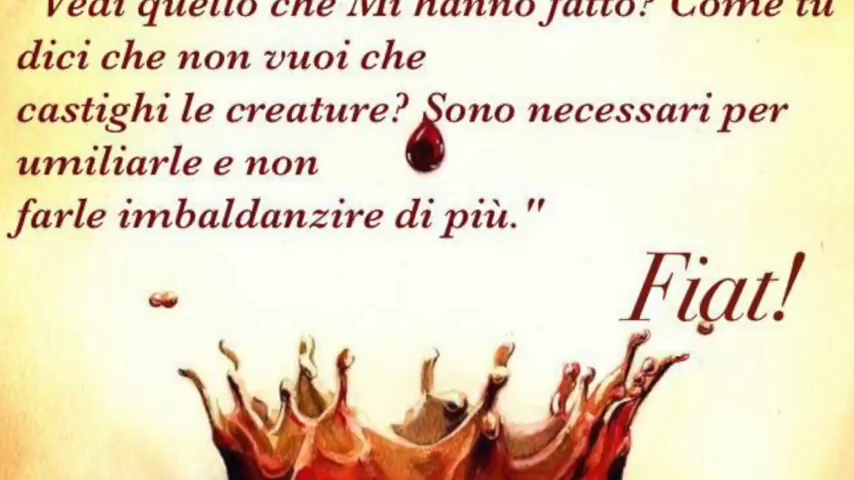 "Vedi quello che Mi hanno fatto? Come tu
dici che non vuoi che
castighi le creature? Sono necessari per
umiliarle e non
farle imbaldanzire di più."
Fiat!